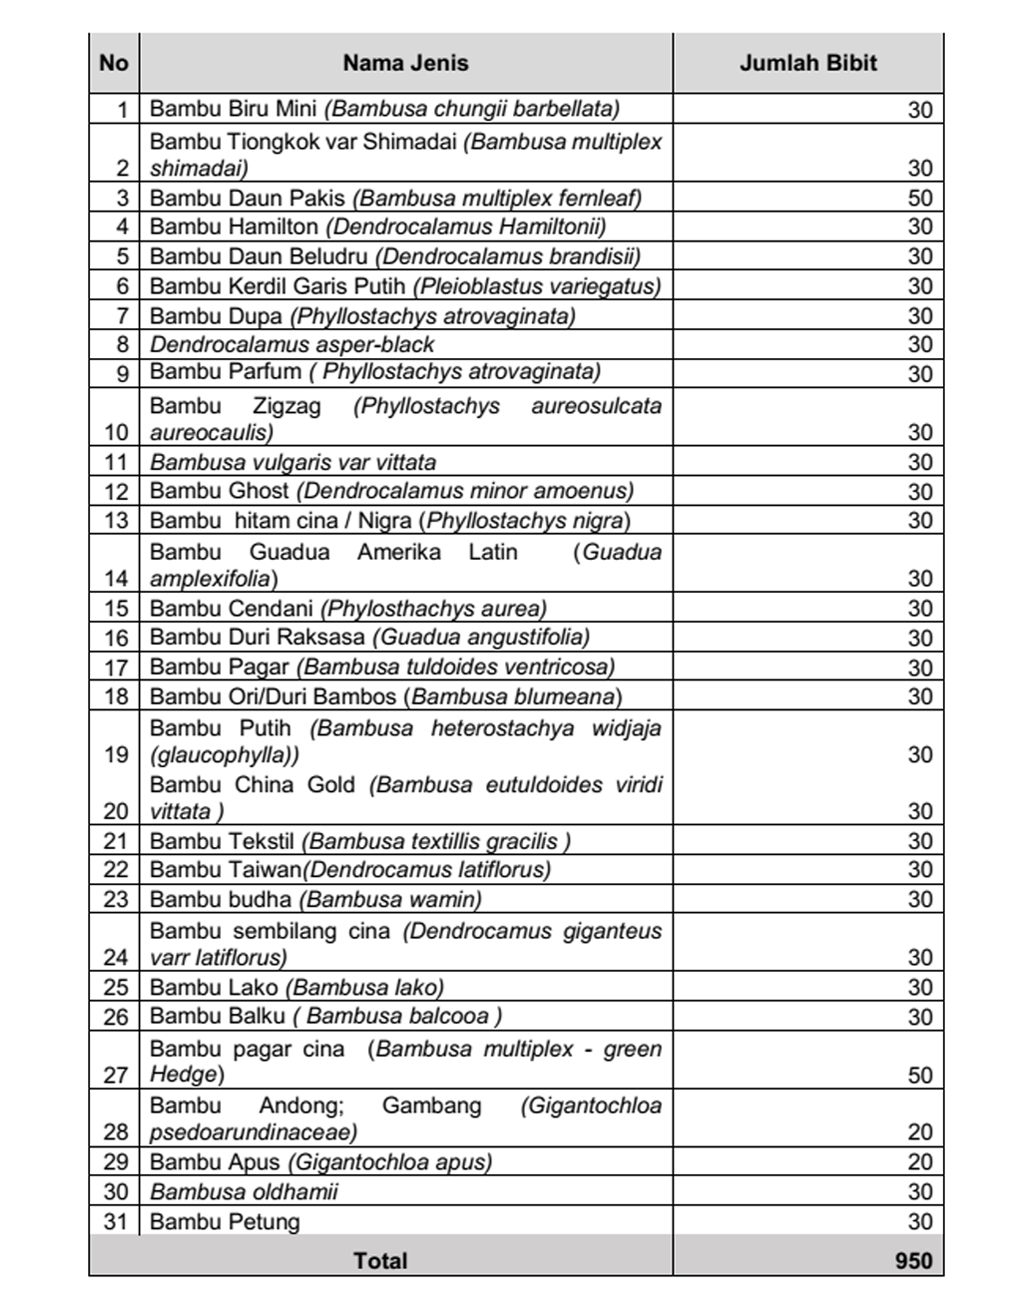 No Nama Jenis Jumlah Bibit
1 Bambu Biru Mini (Bambusa chungii barbellata) 30
Bambu Tiongkok var Shimadai (Bambusa multiplex
2 shimadai) 30
3 Bambu Daun Pakis (Bambusa multiplex fernleaf) 50
4 Bambu Hamilton (Dendrocalamus Hamiltonii) 30
5 Bambu Daun Beludru (Dendrocalamus brandisii) 30
6 Bambu Kerdil Garis Putih (Pleioblastus variegatus) 30
7 Bambu Dupa (Phyllostachys atrovaginata) 30
8 Dendrocalamus asper-black 30
9 Bambu Parfum ( Phyllostachys atrovaginata) 30
Bambu Zigzag (Phyllostachys aureosulcata
10 aureocaulis) 30
11 Bambusa vulgaris var vittata 30
12 Bambu Ghost (Dendrocalamus minor amoenus) 30
13 Bambu hitam cina / Nigra (Phyllostachys nigra) 30
Bambu Guadua Amerika Latin (Guadua
14 amplexifolia) 30
15 Bambu Cendani (Phylosthachys aurea) 30
16 Bambu Duri Raksasa (Guadua angustifolia) 30
17 Bambu Pagar (Bambusa tuldoides ventricosa) 30
18 Bambu Ori/Duri Bambos (Bambusa blumeana) 30
Bambu Putih (Bambusa heterostachya widjaja
19 (glaucophylla)) 30
Bambu China Gold (Bambusa eutuldoides viridi
20 vittata ) 30
21 Bambu Tekstil (Bambusa textillis gracilis ) 30
22 Bambu Taiwan(Dendrocamus latiflorus) 30
23 Bambu budha (Bambusa wamin) 30
Bambu sembilang cina (Dendrocamus giganteus
24 varr latiflorus) 30
25 Bambu Lako (Bambusa lako) 30
26 Bambu Balku ( Bambusa balcooa ) 30
Bambu pagar cina (Bambusa multiplex - green
27 Hedge) 50
Bambu Andong; Gambang (Gigantochloa
28 psedoarundinaceae) 20
29 Bambu Apus (Gigantochloa apus) 20
30 Bambusa oldhamii 30
31 Bambu Petung 30
Total 950